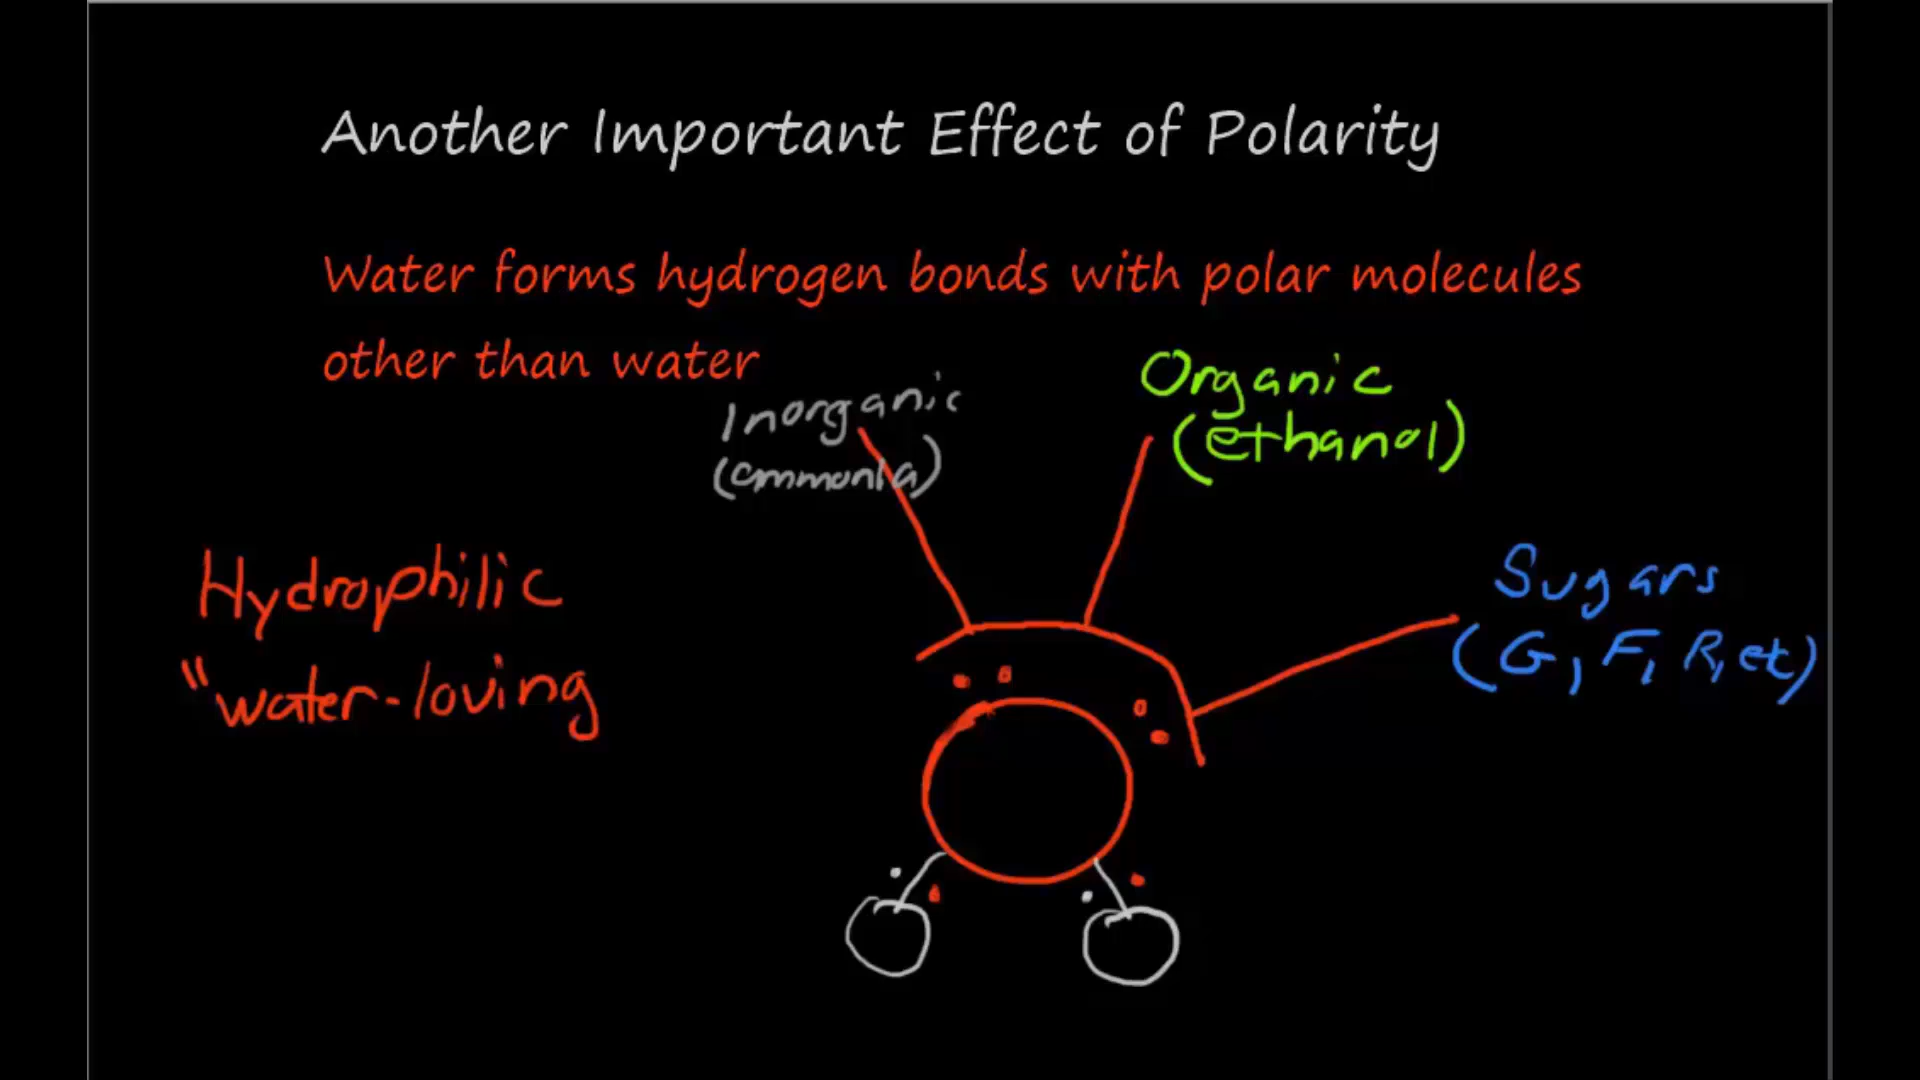 Another Important Effect of Polarity
Water forms hydrogen bonds with polar molecules
other than water
Inorganic
(ammonia)
Organic
(ethanol)
Hydrophilic
"water-loving
Sugars
(G, F, R, et)